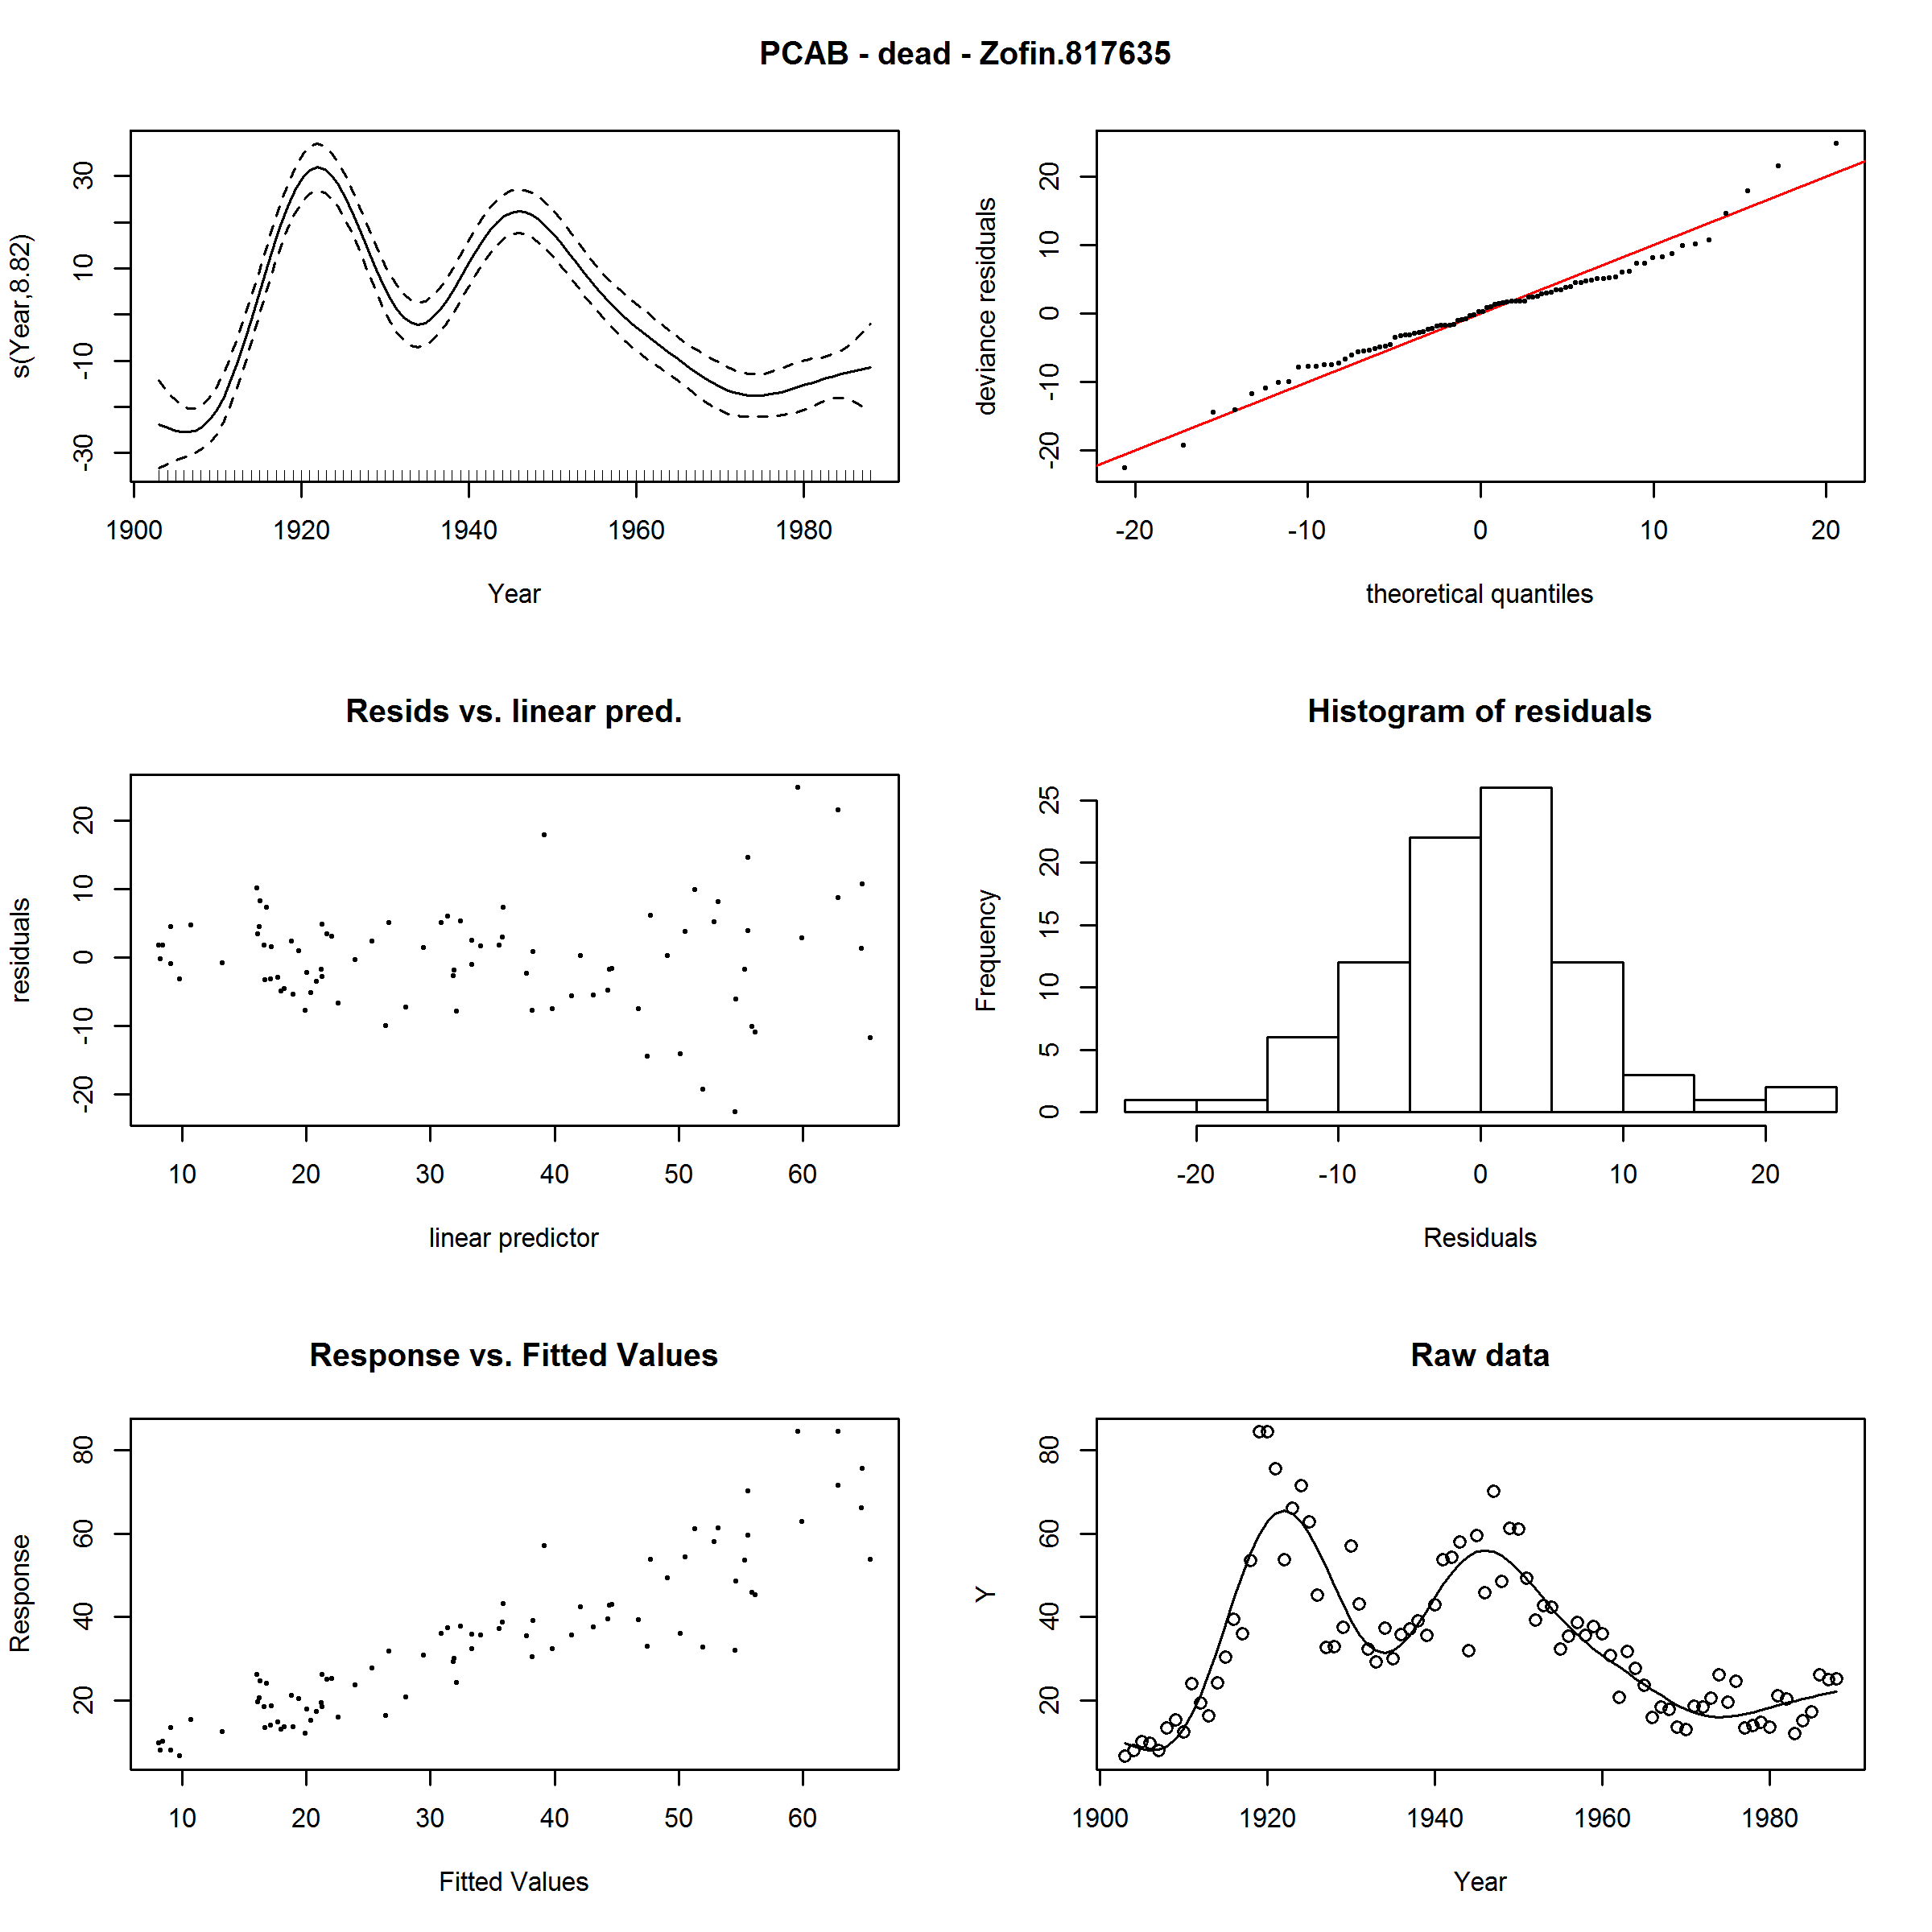 PCAB - dead - Zofin.817635
s(Year,8.82)
30
10
-10
-30
1900 1920 1940 1960 1980
Year
deviance residuals
20
10
0
-10
-20
-20 -10 0 10 20
theoretical quantiles
Resids vs. linear pred.
residuals
20
10
0
-10
-20
10 20 30 40 50 60
linear predictor
Histogram of residuals
Frequency
25
20
15
10
5
0
-20 -10 0 10 20
Residuals
Response vs. Fitted Values
Response
80
60
40
20
10 20 30 40 50 60
Fitted Values
Raw data
Y
80
60
40
20
1900 1920 1940 1960 1980
Year